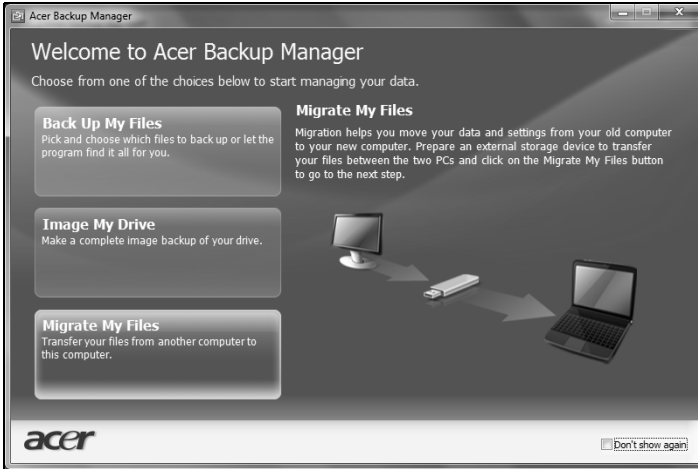 Acer Backup Manager
Welcome to Acer Backup Manager
Choose from one of the choices below to start managing your data.
Back Up My Files
Pick and choose which files to back up or let the
program find it all for you.
Image My Drive
Make a complete image backup of your drive.
Migrate My Files
Transfer your files from another computer to
this computer.
Migrate My Files
Migration helps you move your data and settings from your old computer
to your new computer. Prepare an external storage device to transfer
your files between the two PCs and click on the Migrate My Files button
to go to the next step.
acer
Don't show again